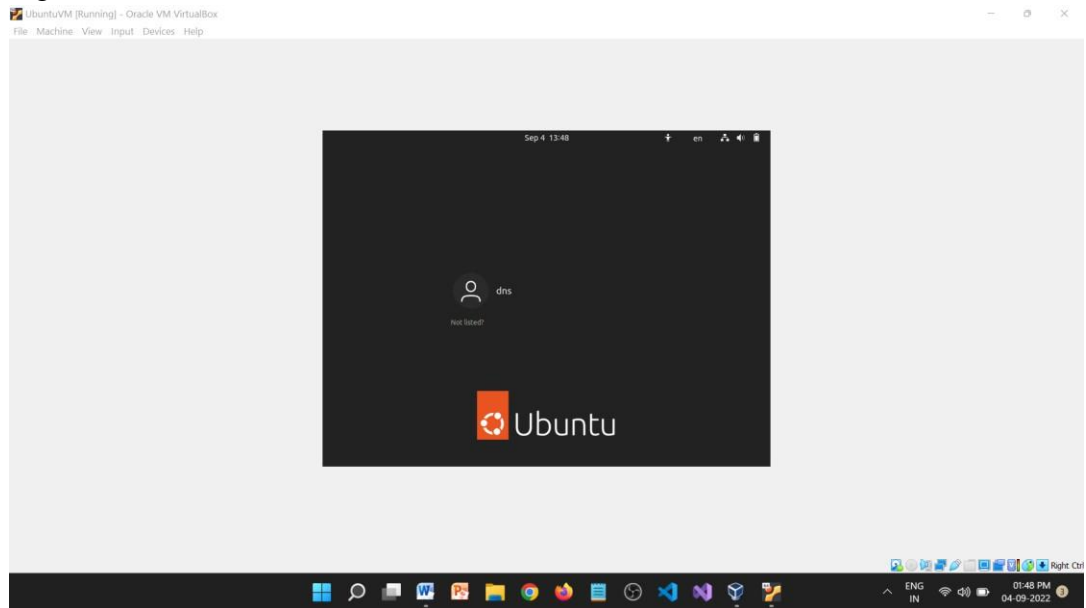 UbuntuVM [Running] - Oracle VM VirtualBox
File Machine View Input Devices Help
Sep 4 13:48 en
dns
Not listed?
Ubuntu
Right Ctrl
ENG 01:48 PM
IN 04-09-2022 3